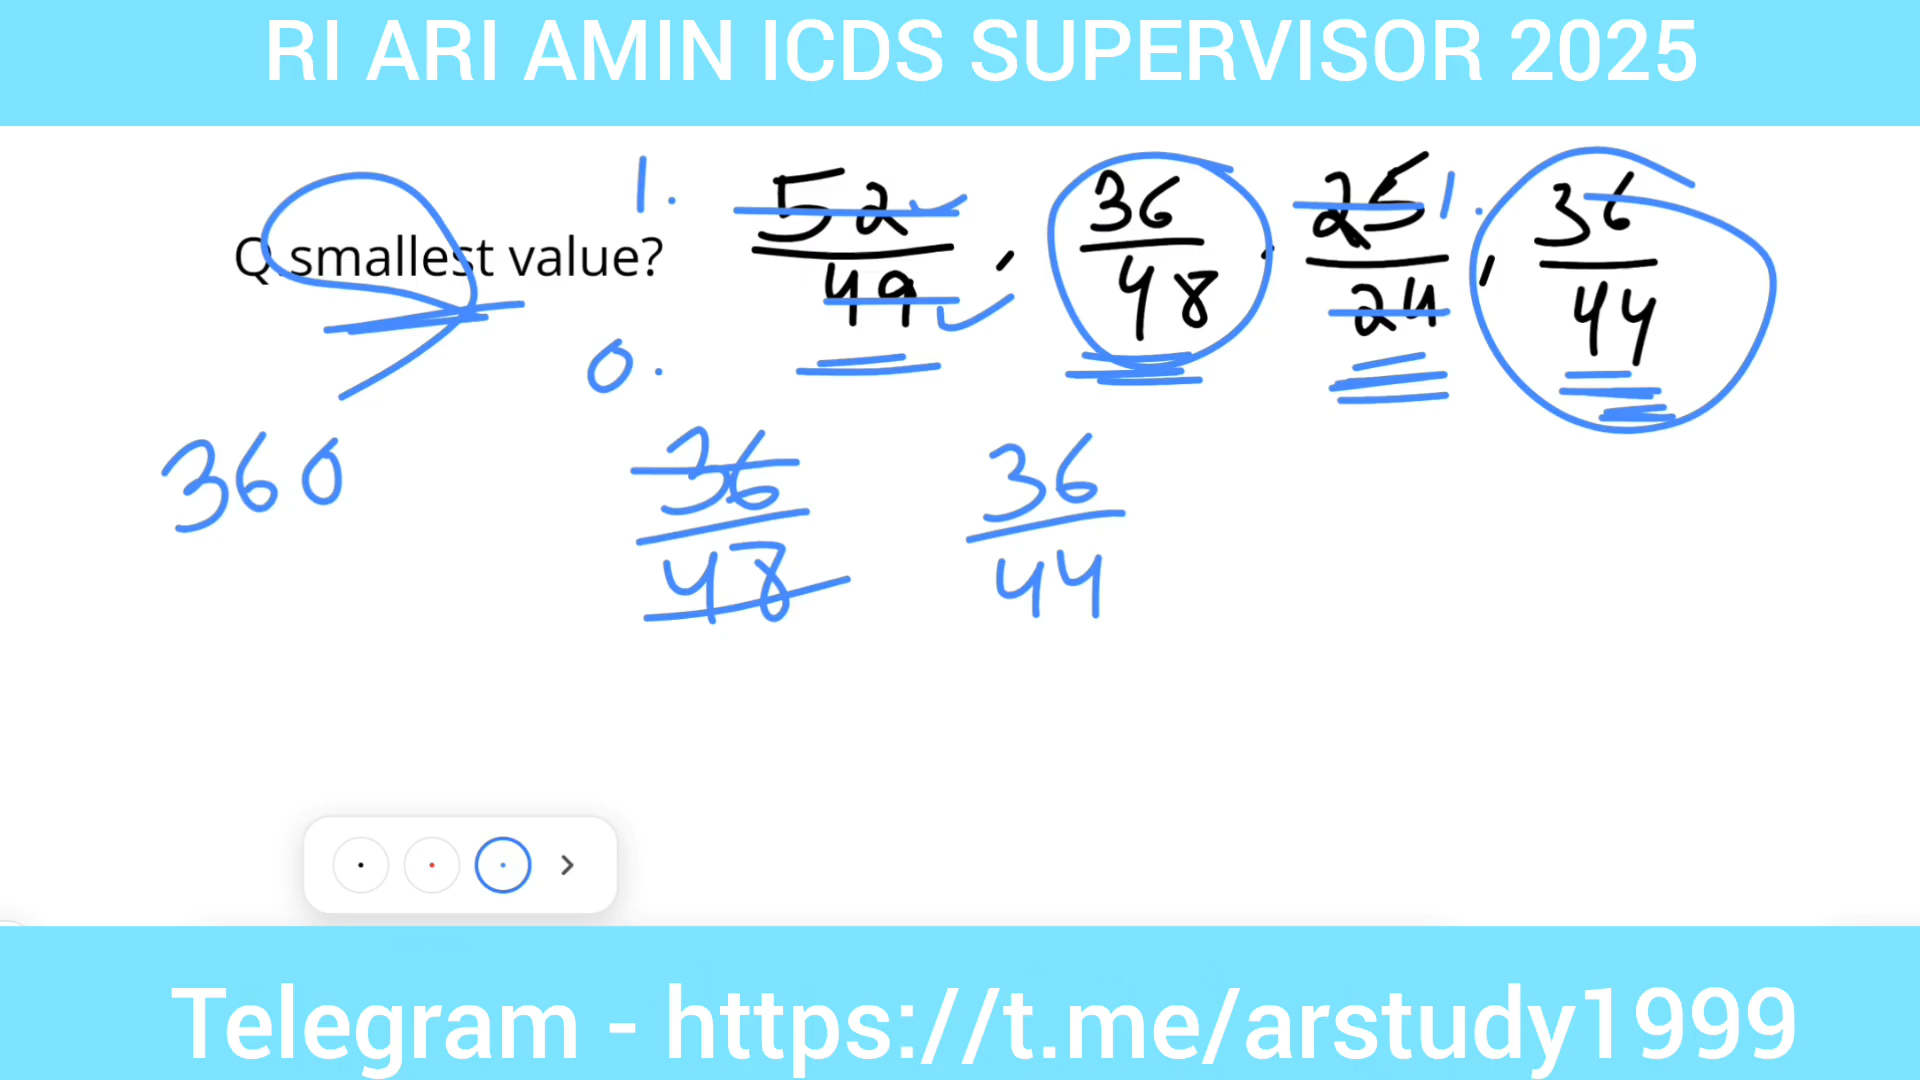 RI ARI AMIN ICDS SUPERVISOR 2025
1.
Q.smallest value? 52/49, 36/48, 25/24 1., 36/44
0.
360 36/48 36/44
Telegram - https://t.me/arstudy1999